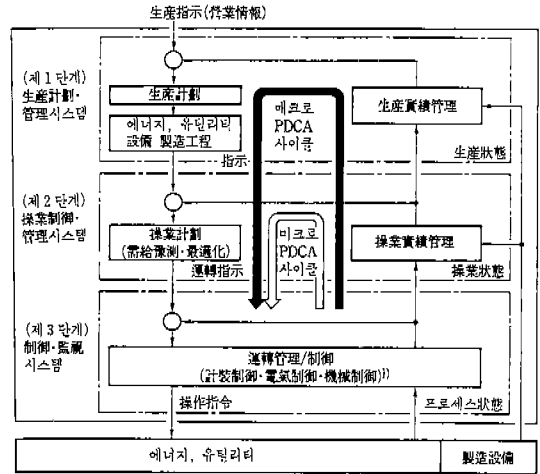 生産指示(営業情報)
(제 1 단계)
生産計劃·
管理시스템
生産計劃
에너지, 유틸리티
設備 製造工程
指示
매크로
PDCA
사이클
生産實績管理
生産狀態
(제 2 단계)
操業制御·
管理시스템
操業計劃
(需給豫測·最適化)
運轉指示
미크로
PDCA
사이클
操業實績管理
操業狀態
(제 3 단계)
制御·監視
시스템
運轉管理/制御
(計裝制御·電氣制御·機械制御)¹⁾
操作指令
프로세스狀態
에너지, 유틸리티
製造設備